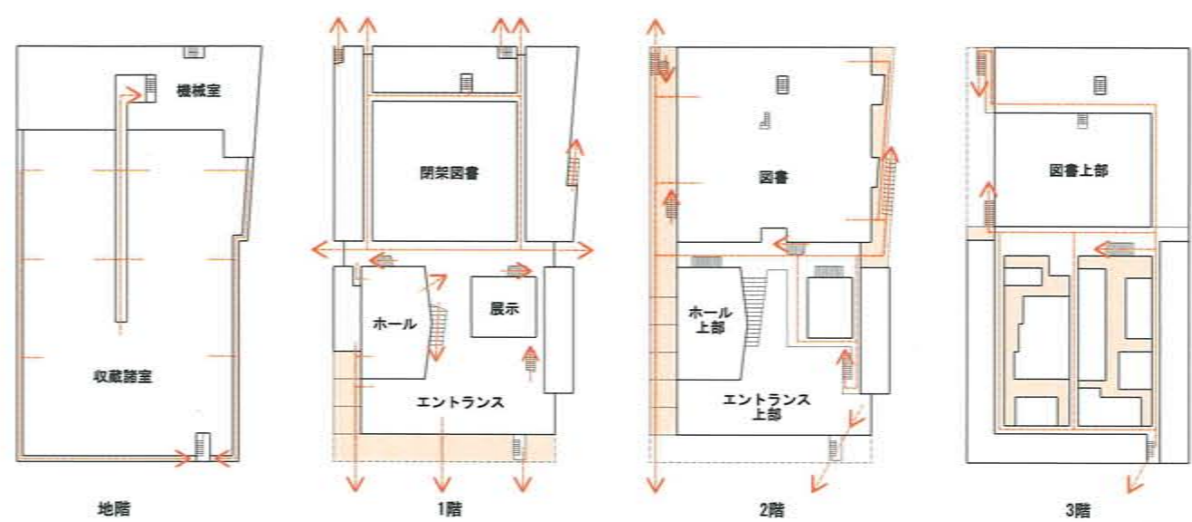 機械室
収蔵諸室
地階
閉架図書
ホール
展示
エントランス
1階
図書
ホール
上部
エントランス
上部
2階
図書上部
3階